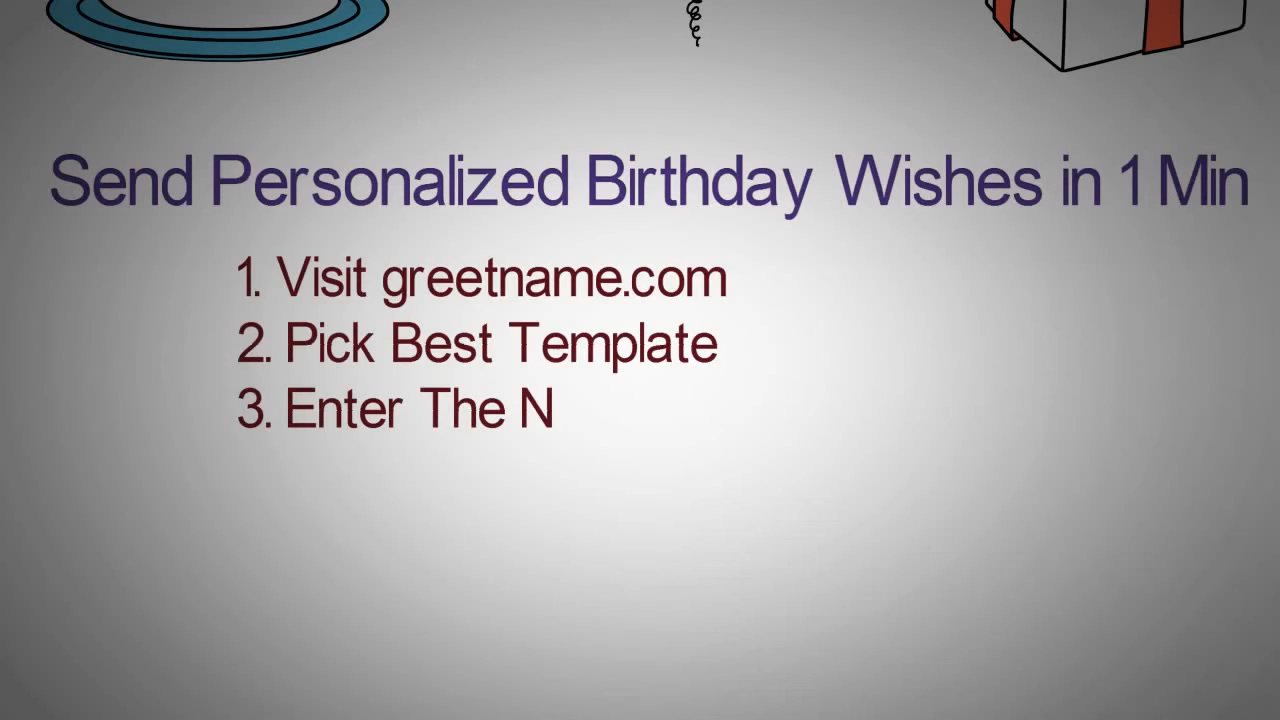 Send Personalized Birthday Wishes in 1 Min
1. Visit greetname.com
2. Pick Best Template
3. Enter The N